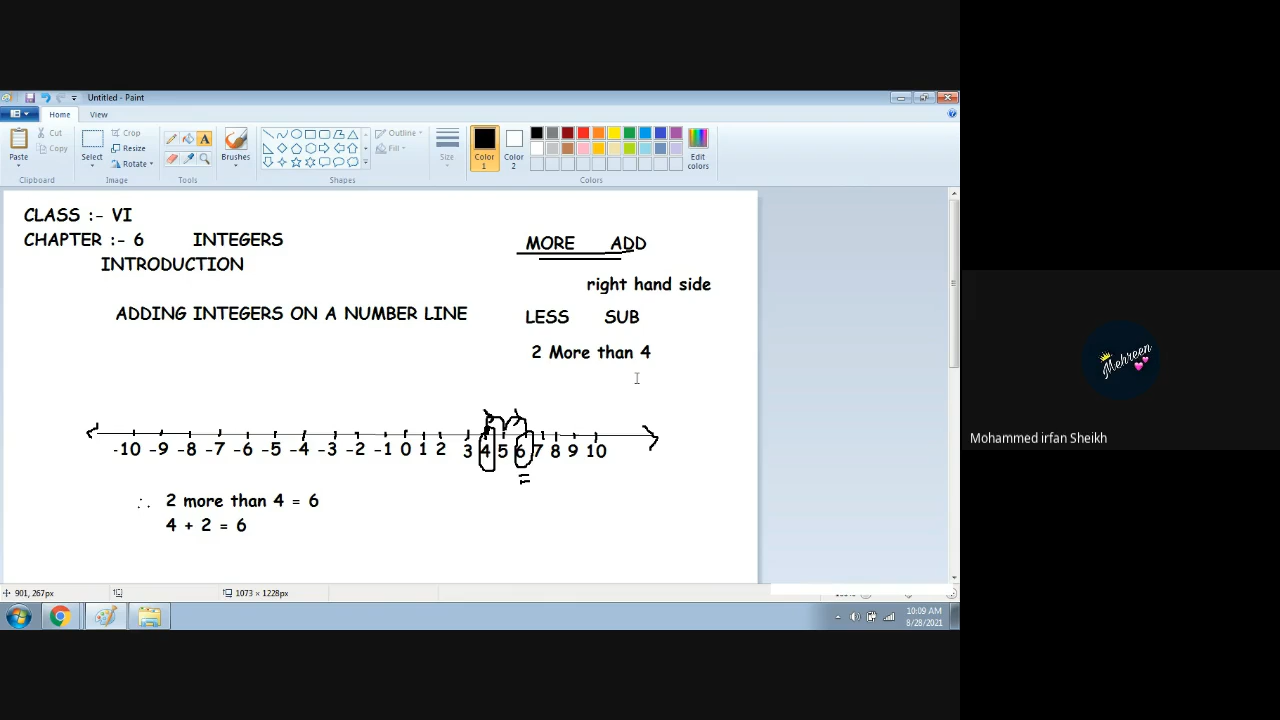 Untitled - Paint
Home
View
Paste
Cut
Copy
Clipboard
Select
Crop
Resize
Rotate
Image
Tools
Brushes
Shapes
Outline
Fill
Size
Color 1
Color 2
Edit colors
Colors
CLASS :- VI
CHAPTER :- 6 INTEGERS
INTRODUCTION
MORE ADD
right hand side
ADDING INTEGERS ON A NUMBER LINE
LESS SUB
2 More than 4
-10 -9 -8 -7 -6 -5 -4 -3 -2 -1 0 1 2 3 4 5 6 7 8 9 10
∴ 2 more than 4 = 6
4 + 2 = 6
901, 267px
1073 × 1228px
10:09 AM
8/28/2021
Mehreen
Mohammed irfan Sheikh